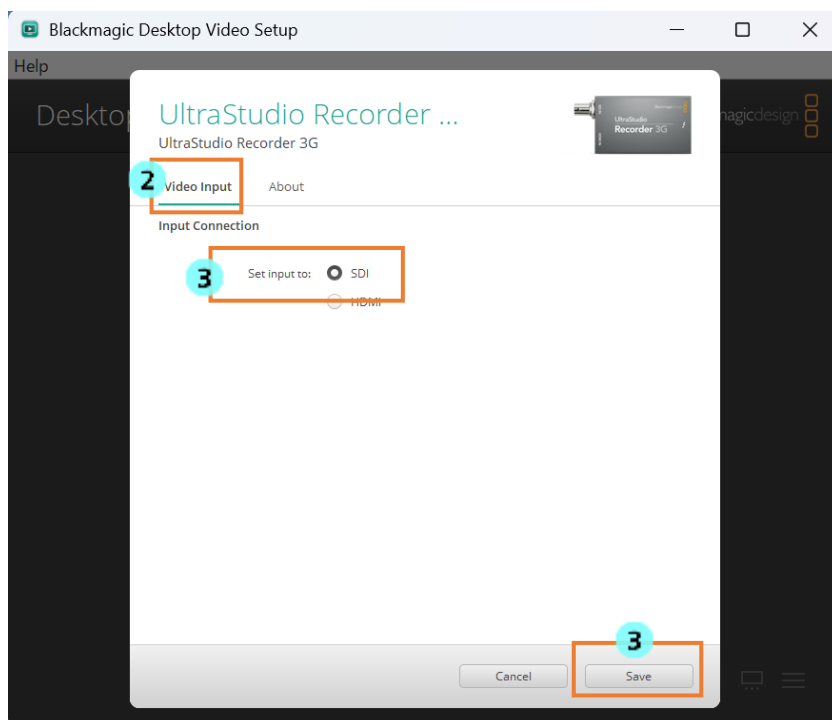 Blackmagic Desktop Video Setup
Help
Deskto
UltraStudio Recorder ...
UltraStudio Recorder 3G
UltraStudio
Recorder 3G
magicdesign
2
Video Input
About
Input Connection
3
Set input to:
SDI
HDMI
3
Cancel
Save